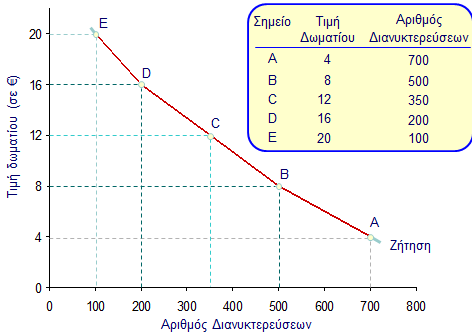 Σημείο Τιμή Δωματίου Αριθμός Διανυκτερεύσεων
A 4 700
B 8 500
C 12 350
D 16 200
E 20 100
Τιμή δωματίου (σε €)
20
16
12
8
4
0
E
D
C
B
A
Ζήτηση
0 100 200 300 400 500 600 700 800
Αριθμός Διανυκτερεύσεων